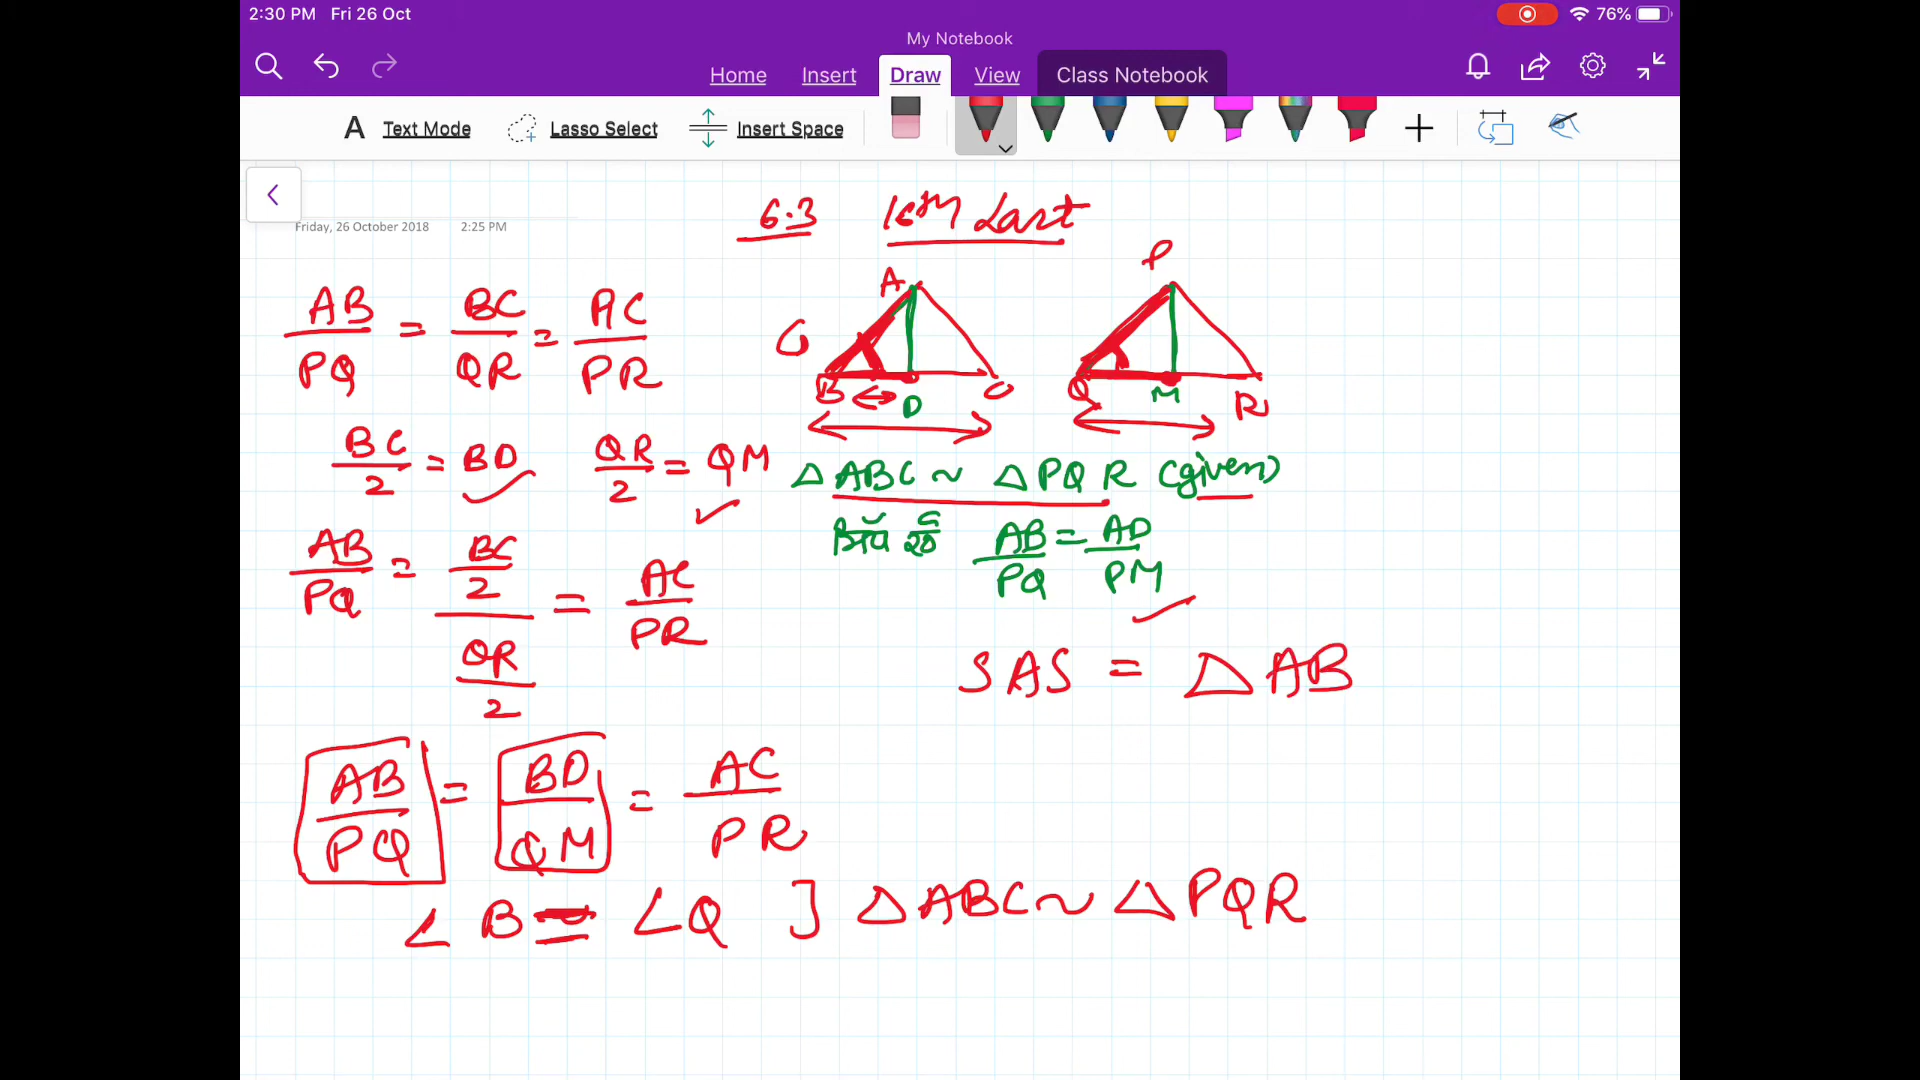 2:30 PM Fri 26 Oct 76%
My Notebook
Home Insert Draw View Class Notebook
A Text Mode Lasso Select Insert Space
Friday, 26 October 2018 2:25 PM
6.3 16th Last
A P
B D C Q M R
AB/PQ = BC/QR = AC/PR
BC/2 = BD QR/2 = QM
△ABC ~ △PQR (given)
AB/PQ = AD/PM
AB/PQ = BC/2 / QR/2 = AC/PR
SAS = △AB
AB/PQ = BD/QM = AC/PR
∠B = ∠Q ] △ABC ~ △PQR